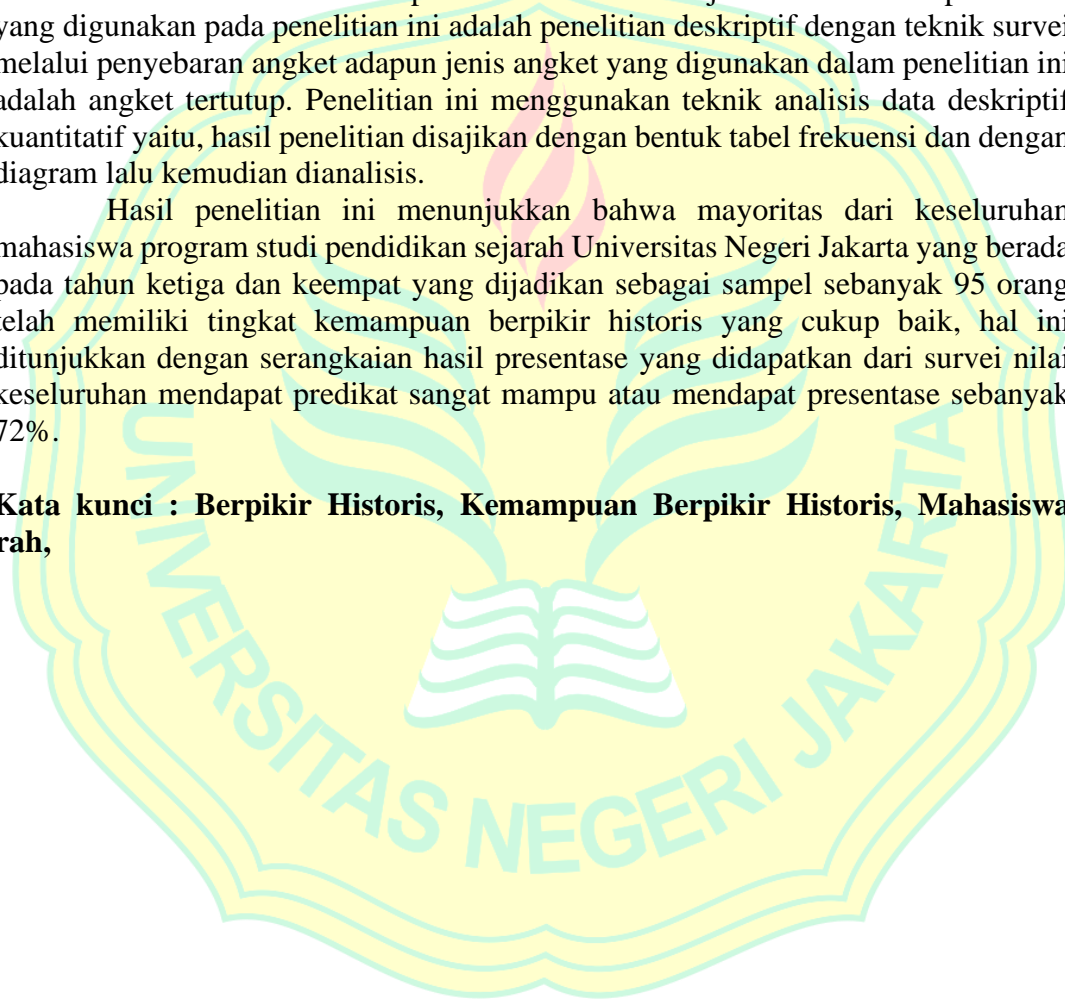 yang digunakan pada penelitian ini adalah penelitian deskriptif dengan teknik survei
melalui penyebaran angket adapun jenis angket yang digunakan dalam penelitian ini
adalah angket tertutup. Penelitian ini menggunakan teknik analisis data deskriptif
kuantitatif yaitu, hasil penelitian disajikan dengan bentuk tabel frekuensi dan dengan
diagram lalu kemudian dianalisis.
Hasil penelitian ini menunjukkan bahwa mayoritas dari keseluruhan
mahasiswa program studi pendidikan sejarah Universitas Negeri Jakarta yang berada
pada tahun ketiga dan keempat yang dijadikan sebagai sampel sebanyak 95 orang
telah memiliki tingkat kemampuan berpikir historis yang cukup baik, hal ini
ditunjukkan dengan serangkaian hasil presentase yang didapatkan dari survei nilai
keseluruhan mendapat predikat sangat mampu atau mendapat presentase sebanyak
72%.
Kata kunci : Berpikir Historis, Kemampuan Berpikir Historis, Mahasiswa
rah,
UNIVERSITAS NEGERI JAKARTA